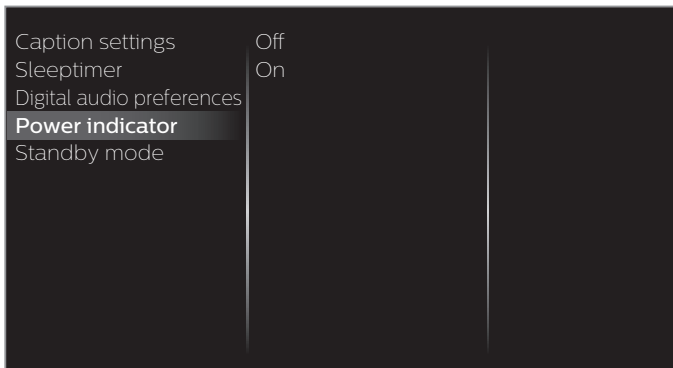 Caption settings
Off
Sleeptimer
On
Digital audio preferences
Power indicator
Standby mode